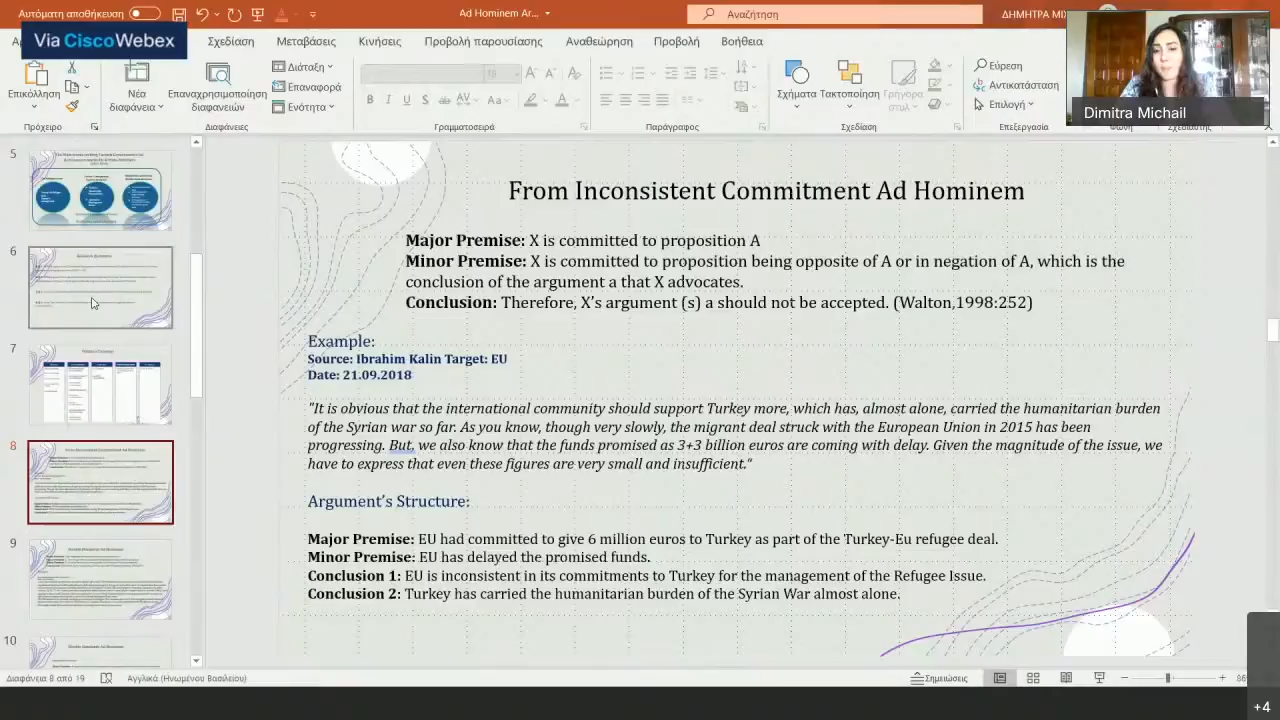 Αυτόματη αποθήκευση
Ad Hominem Ar...
Αναζήτηση
ΔΗΜΗΤΡΑ ΜΙΧ
Via CiscoWebex
Σχεδίαση
Μεταβάσεις
Κινήσεις
Προβολή παρουσίασης
Αναθεώρηση
Προβολή
Βοήθεια
Επικόλληση
Νέα
διαφάνεια
Επαναχρησιμοποίηση
διαφανειών
Διάταξη
Επαναφορά
Ενότητα
Σχήματα
Τακτοποίηση
Γρήγορα
στυλ
Εύρεση
Αντικατάσταση
Επιλογή
Dimitra Michail
Πρόχειρο
Διαφάνειες
Γραμματοσειρά
Παράγραφος
Σχεδίαση
Επεξεργασία
5
6
7
8
9
10
From Inconsistent Commitment Ad Hominem
Major Premise: X is committed to proposition A
Minor Premise: X is committed to proposition being opposite of A or in negation of A, which is the
conclusion of the argument a that X advocates.
Conclusion: Therefore, X's argument (s) a should not be accepted. (Walton,1998:252)
Example:
Source: Ibrahim Kalin Target: EU
Date: 21.09.2018
"It is obvious that the international community should support Turkey more, which has, almost alone, carried the humanitarian burden
of the Syrian war so far. As you know, though very slowly, the migrant deal struck with the European Union in 2015 has been
progressing. But, we also know that the funds promised as 3+3 billion euros are coming with delay. Given the magnitude of the issue, we
have to express that even these figures are very small and insufficient."
Argument's Structure:
Major Premise: EU had committed to give 6 million euros to Turkey as part of the Turkey-Eu refugee deal.
Minor Premise: EU has delayed the promised funds.
Conclusion 1: EU is inconsistent in its commitments to Turkey for the management of the Refugee Issue.
Conclusion 2: Turkey has carried the humanitarian burden of the Syrian War almost alone.
Διαφάνεια 8 από 19
Αγγλικά (Ηνωμένου Βασιλείου)
Σημειώσεις
+4